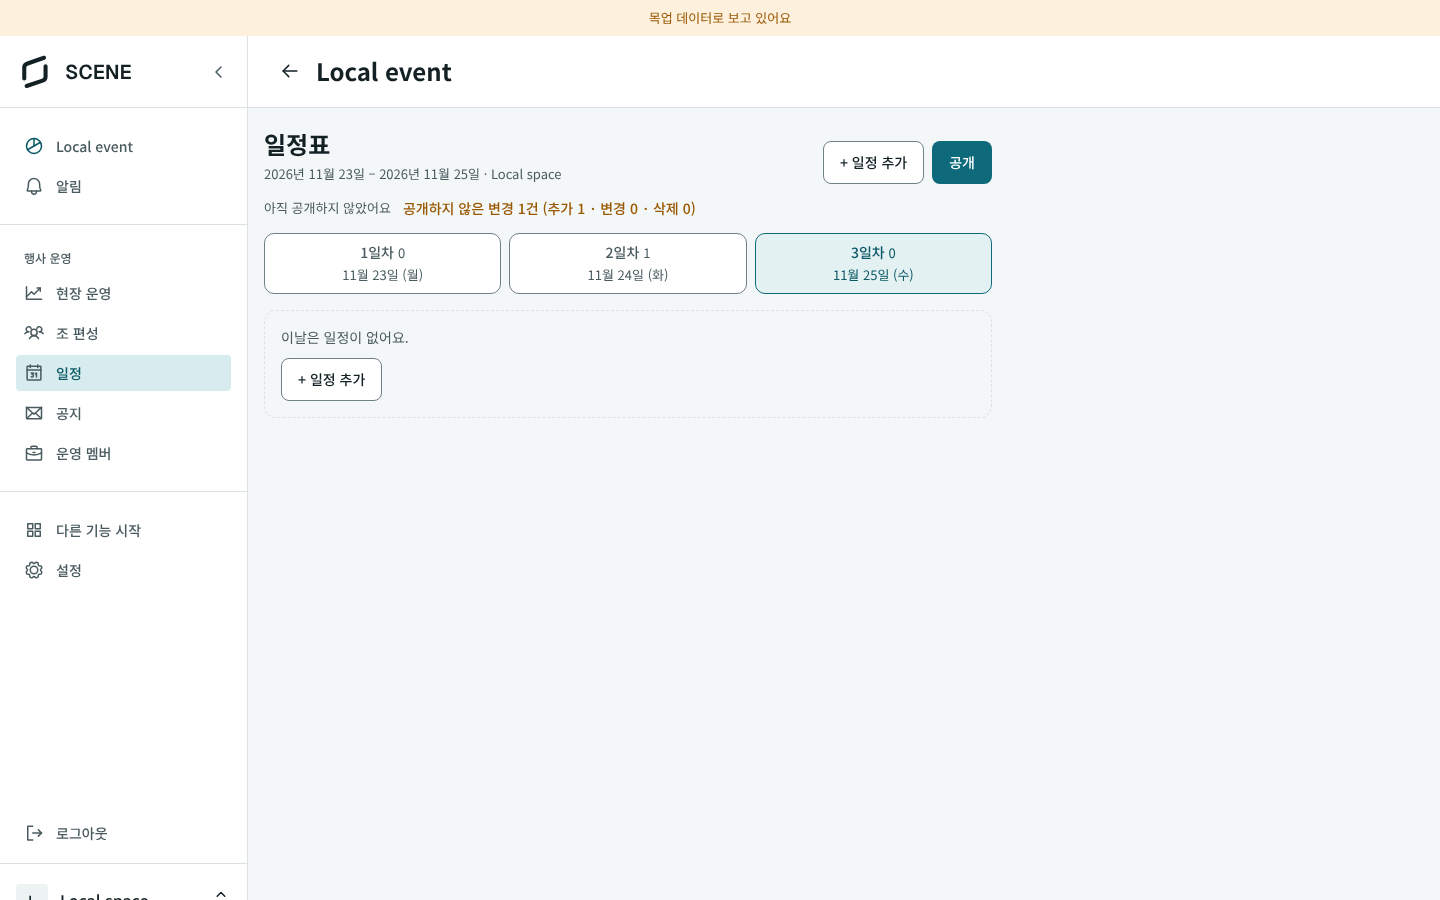 목업 데이터로 보고 있어요
SCENE
Local event
알림
행사 운영
현장 운영
조 편성
31
일정
공지
운영 멤버
다른 기능 시작
설정
로그아웃
L Local space
Local event
일정표
2026년 11월 23일 – 2026년 11월 25일 · Local space
+ 일정 추가
공개
아직 공개하지 않았어요 공개하지 않은 변경 1건 (추가 1 · 변경 0 · 삭제 0)
1일차 0
11월 23일 (월)
2일차 1
11월 24일 (화)
3일차 0
11월 25일 (수)
이날은 일정이 없어요.
+ 일정 추가